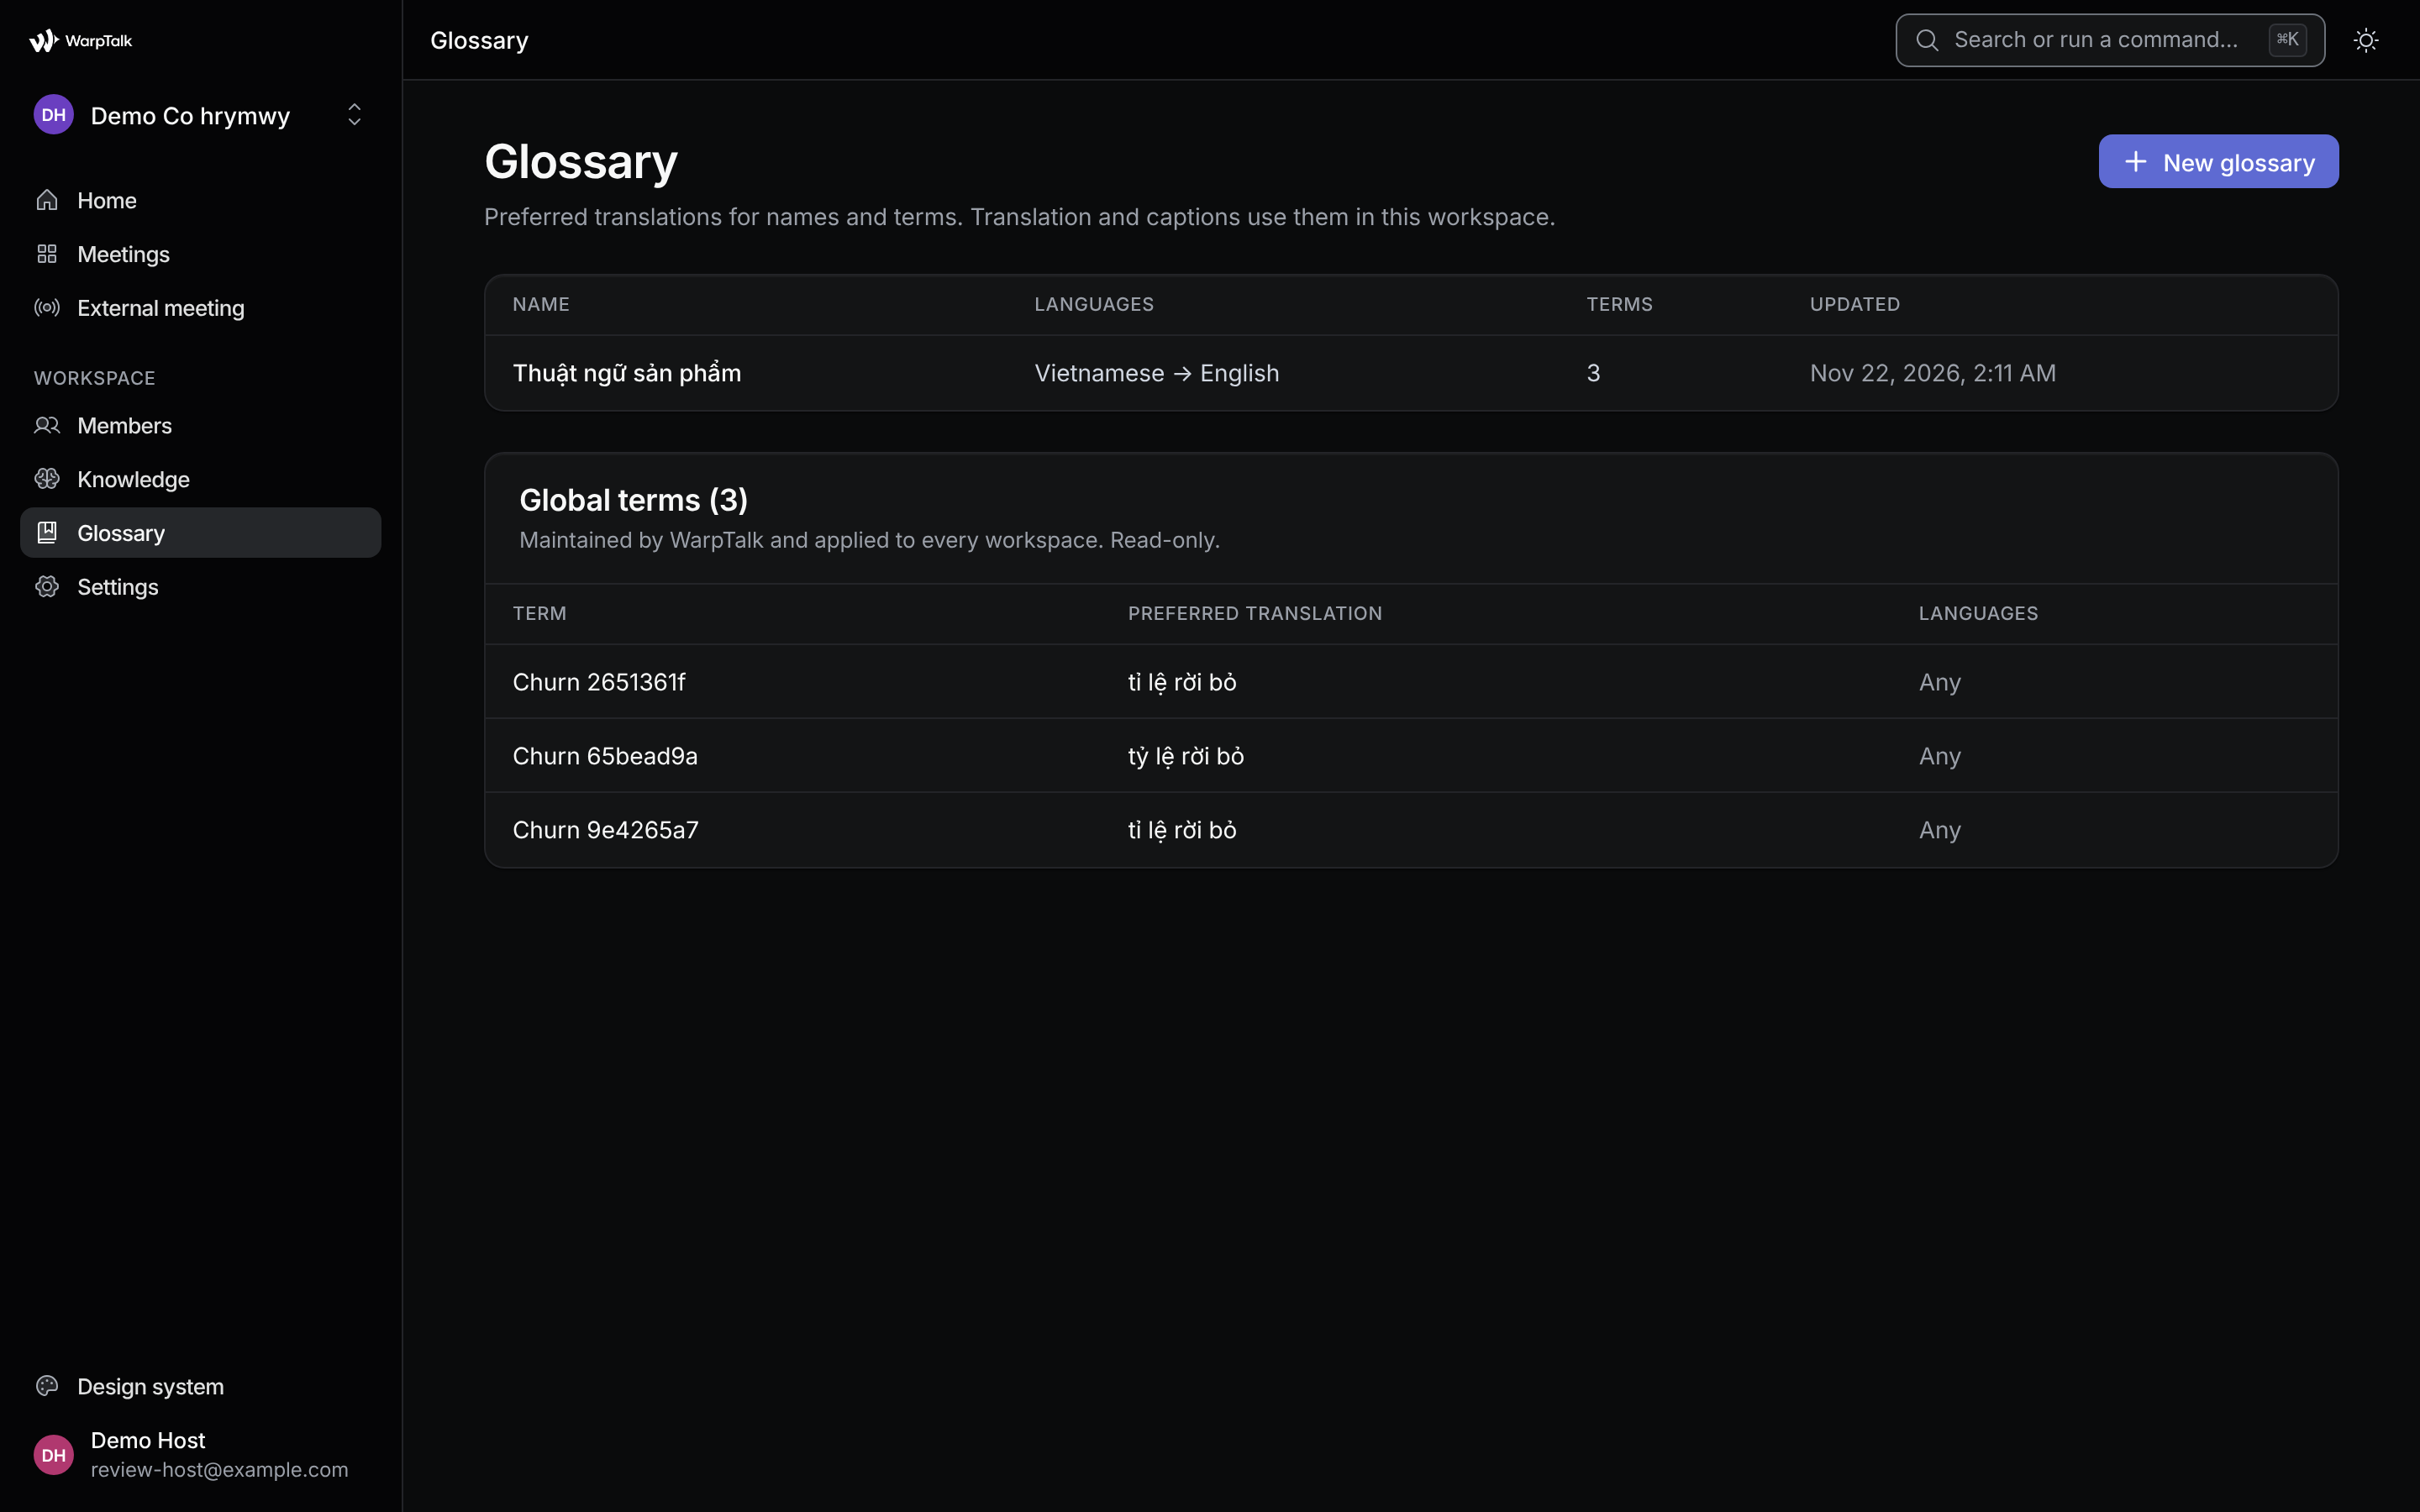 WarpTalk
Glossary
Search or run a command... ⌘K
DH Demo Co hrymwy
Home
Meetings
External meeting
WORKSPACE
Members
Knowledge
Glossary
Settings
Design system
DH Demo Host
review-host@example.com
Glossary
New glossary
Preferred translations for names and terms. Translation and captions use them in this workspace.
NAME LANGUAGES TERMS UPDATED
Thuật ngữ sản phẩm Vietnamese → English 3 Nov 22, 2026, 2:11 AM
Global terms (3)
Maintained by WarpTalk and applied to every workspace. Read-only.
TERM PREFERRED TRANSLATION LANGUAGES
Churn 2651361f tỉ lệ rời bỏ Any
Churn 65bead9a tỷ lệ rời bỏ Any
Churn 9e4265a7 tỉ lệ rời bỏ Any